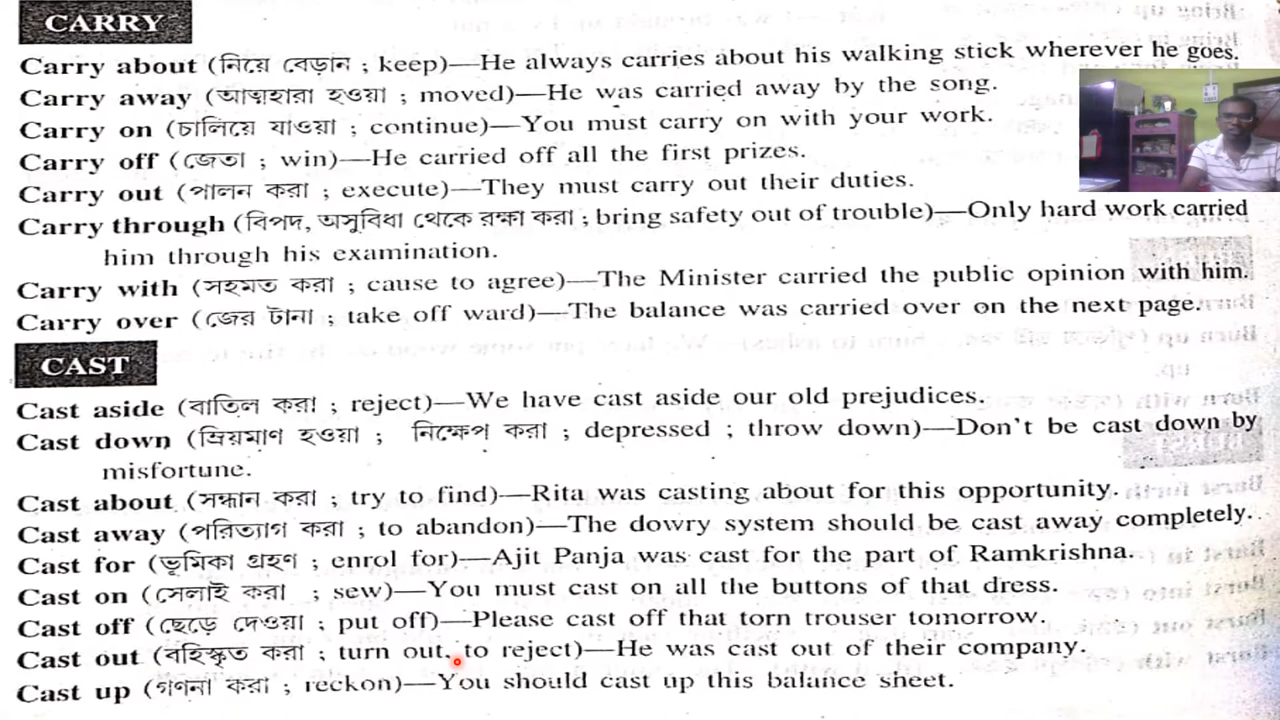 CARRY
Carry about (নিয়ে বেড়ান ; keep)—He always carries about his walking stick wherever he goes.
Carry away (আত্মহারা হওয়া ; moved)—He was carried away by the song.
Carry on (চালিয়ে যাওয়া ; continue)—You must carry on with your work.
Carry off (জেতা ; win)—He carried off all the first prizes.
Carry out (পালন করা ; execute)—They must carry out their duties.
Carry through (বিপদ, অসুবিধা থেকে রক্ষা করা ; bring safety out of trouble)—Only hard work carried
him through his examination.
Carry with (সহমত করা ; cause to agree)—The Minister carried the public opinion with him.
Carry over (জের টানা ; take off ward)—The balance was carried over on the next page.
CAST
Cast aside (বাতিল করা ; reject)—We have cast aside our old prejudices.
Cast down (ম্রিয়মাণ হওয়া ; নিক্ষেপ করা ; depressed ; throw down)—Don't be cast down by
misfortune.
Cast about (সন্ধান করা ; try to find)—Rita was casting about for this opportunity.
Cast away (পরিত্যাগ করা ; to abandon)—The dowry system should be cast away completely.
Cast for (ভূমিকা গ্রহণ ; enrol for)—Ajit Panja was cast for the part of Ramkrishna.
Cast on (সেলাই করা ; sew)—You must cast on all the buttons of that dress.
Cast off (ছেড়ে দেওয়া ; put off)—Please cast off that torn trouser tomorrow.
Cast out (বহিস্কৃত করা ; turn out, to reject)—He was cast out of their company.
Cast up (গণনা করা ; reckon)—You should cast up this balance sheet.